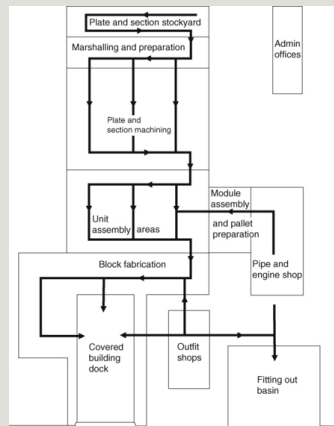 Plate and section stockyard
Marshalling and preparation
Admin
offices
Plate and
section machining
Module
assembly
Unit
assembly areas
and pallet
preparation
Block fabrication
Pipe and
engine shop
Covered
building
dock
Outfit
shops
Fitting out
basin